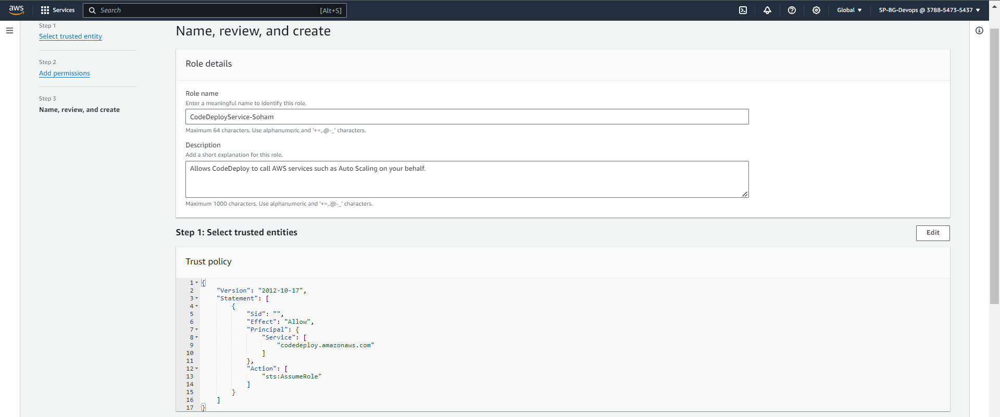 aws
Services
Search
[Alt+S]
Global
SP-BG-Devops @ 3788-5473-5437
Step 1
Select trusted entity
Step 2
Add permissions
Step 3
Name, review, and create
Name, review, and create
Role details
Role name
Enter a meaningful name to identify this role.
CodeDeployService-Soham
Maximum 64 characters. Use alphanumeric and '+=,.@-_' characters.
Description
Add a short explanation for this role.
Allows CodeDeploy to call AWS services such as Auto Scaling on your behalf.
Maximum 1000 characters. Use alphanumeric and '+=,.@-_' characters.
Step 1: Select trusted entities
Edit
Trust policy
1 {
2 "Version": "2012-10-17",
3 "Statement": [
4 {
5 "Sid": "",
6 "Effect": "Allow",
7 "Principal": {
8 "Service": [
9 "codedeploy.amazonaws.com"
10 ]
11 },
12 "Action": [
13 "sts:AssumeRole"
14 ]
15 }
16 ]
17 }